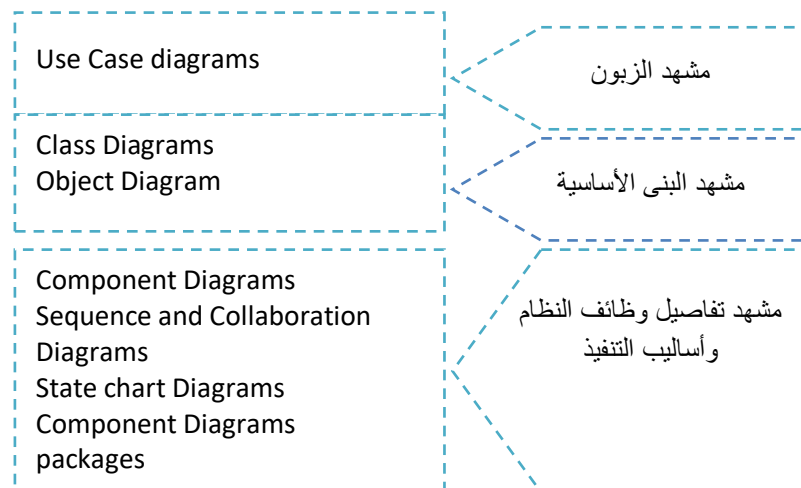 Use Case diagrams
مشهد الزبون
Class Diagrams
Object Diagram
مشهد البنى الأساسية
Component Diagrams
Sequence and Collaboration
Diagrams
State chart Diagrams
Component Diagrams
packages
مشهد تفاصيل وظائف النظام
وأساليب التنفيذ